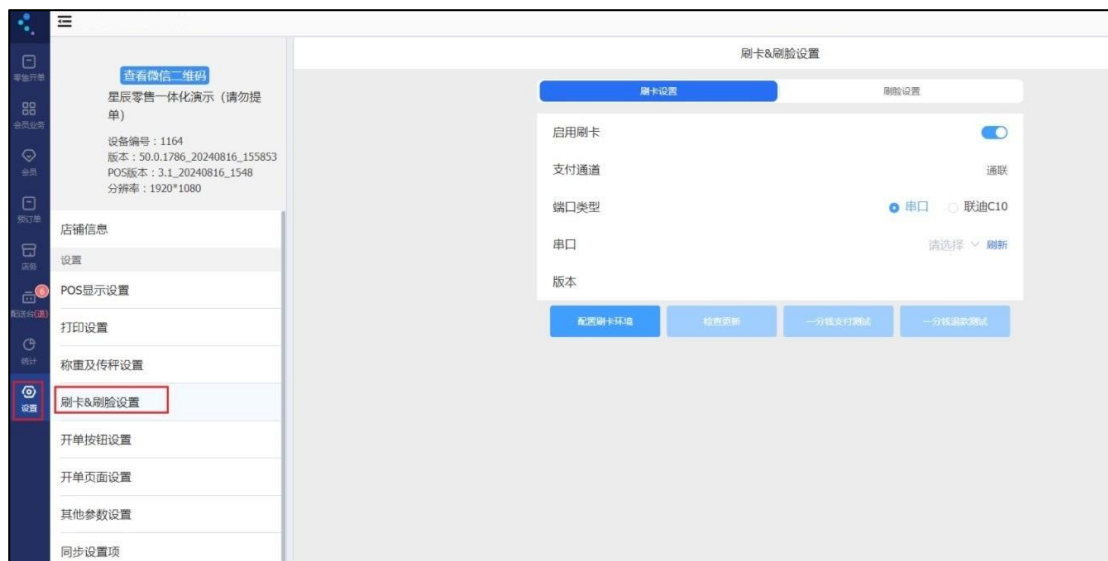 零售开单
会员业务
会员
预订单
店务
6
配送台(退)
统计
设置
查看微信二维码
星辰零售一体化演示（请勿提
单）
设备编号：1164
版本：50.0.1786_20240816_155853
POS版本：3.1_20240816_1548
分辨率：1920*1080
店铺信息
设置
POS显示设置
打印设置
称重及传秤设置
刷卡&刷脸设置
开单按钮设置
开单页面设置
其他参数设置
同步设置项
刷卡&刷脸设置
刷卡设置 刷脸设置
启用刷卡
支付通道 通联
端口类型 串口 联迪C10
串口 请选择 刷新
版本
配置刷卡环境 检查更新 一分钱支付测试 一分钱退款测试